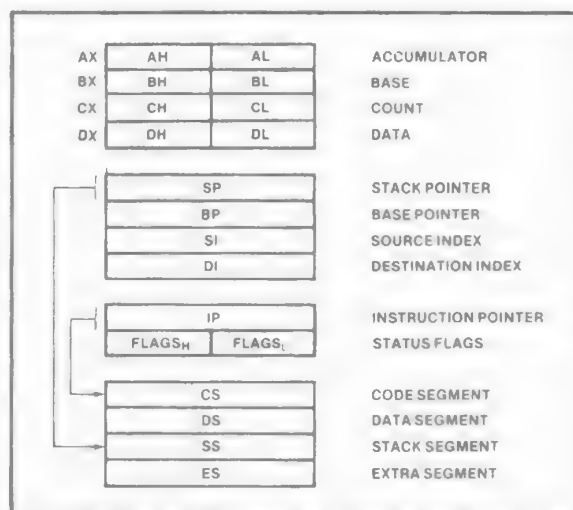 AX AH AL ACCUMULATOR
BX BH BL BASE
CX CH CL COUNT
DX DH DL DATA
SP STACK POINTER
BP BASE POINTER
SI SOURCE INDEX
DI DESTINATION INDEX
IP INSTRUCTION POINTER
FLAGSH FLAGSL STATUS FLAGS
CS CODE SEGMENT
DS DATA SEGMENT
SS STACK SEGMENT
ES EXTRA SEGMENT